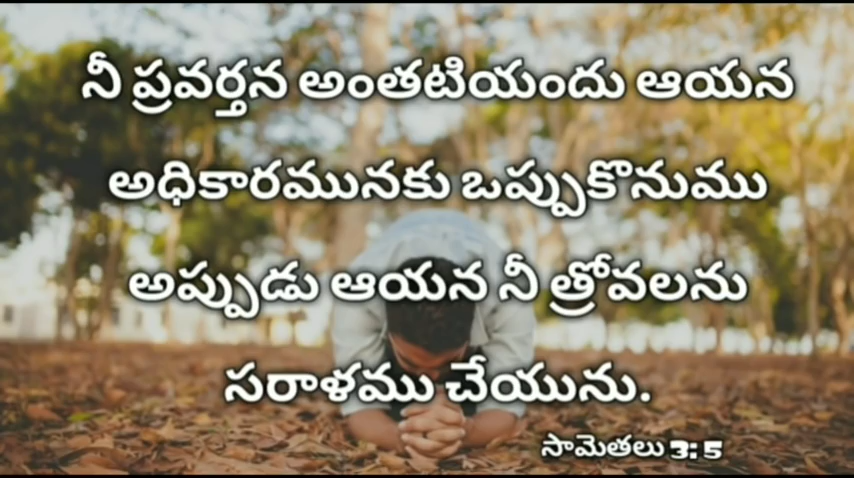 నీ ప్రవర్తన అంతటియందు ఆయన
అధికారమునకు ఒప్పుకొనుము
అప్పుడు ఆయన నీ త్రోవలను
సరాళము చేయును.
సామెతలు 3: 5